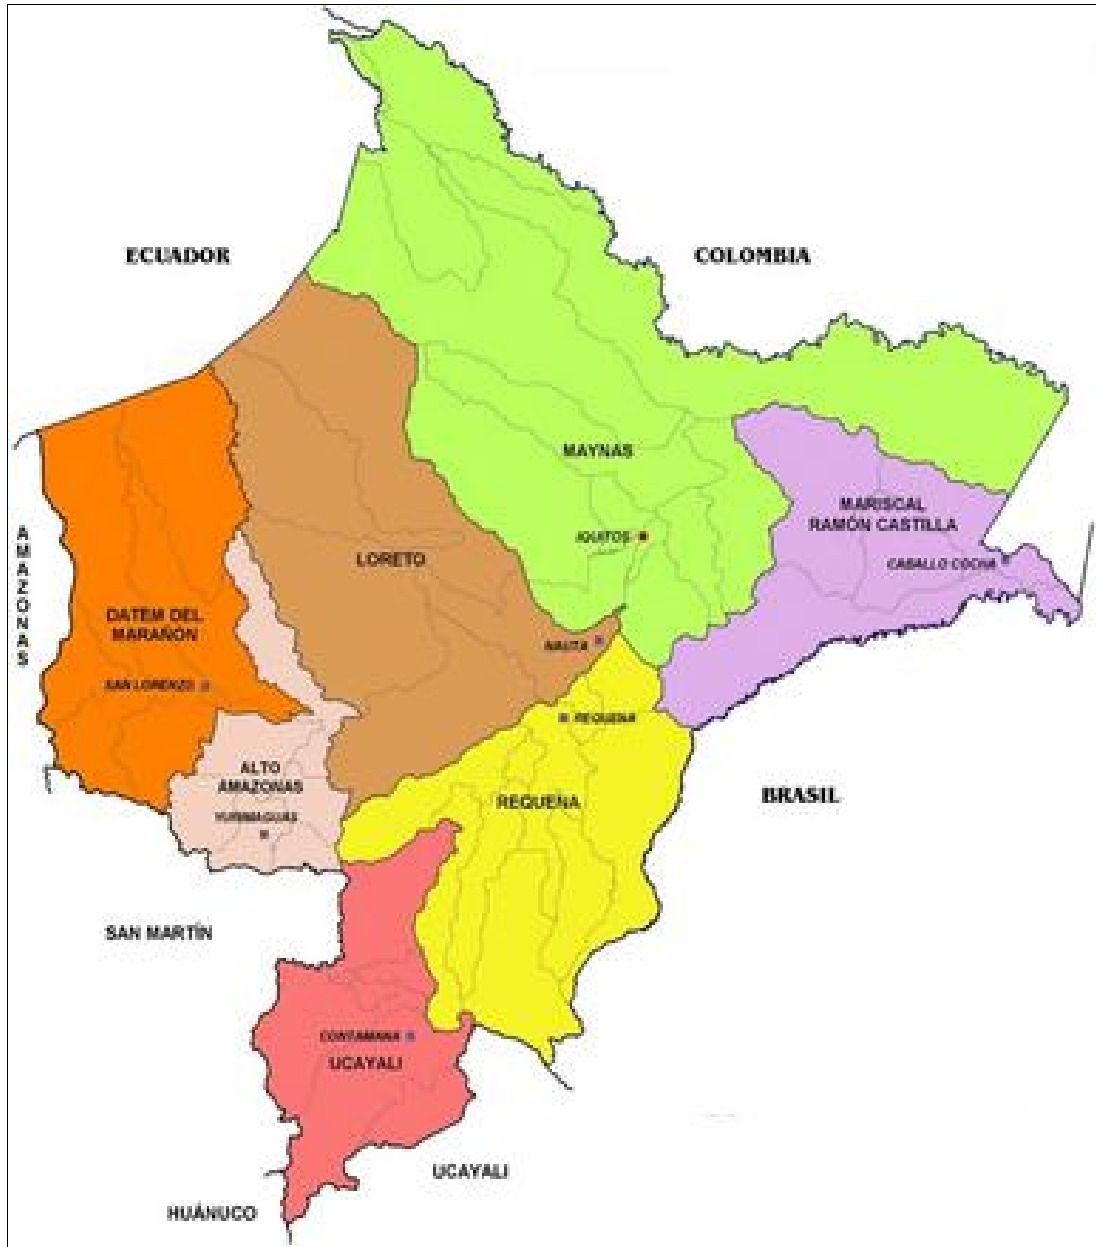 ECUADOR
COLOMBIA
MAYNAS
MARISCAL
RAMÓN CASTILLA
IQUITOS
AMAZONAS
LORETO
CABALLO COCHA
DATEM DEL
MARAÑÓN
NAUTA
SAN LORENZO
REQUENA
ALTO
AMAZONAS
BRASIL
REQUENA
YURIMAGUAS
SAN MARTÍN
CONTAMANA
UCAYALI
UCAYALI
HUÁNUCO